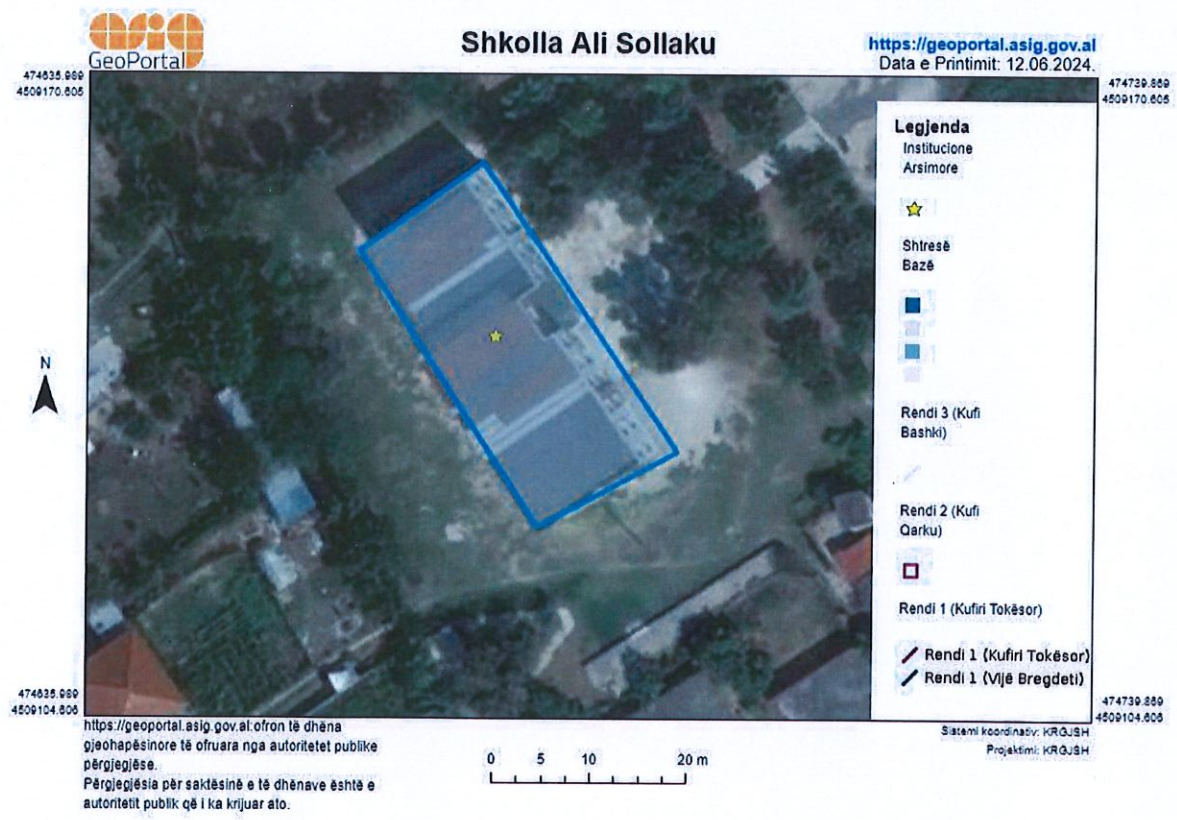 asig
GeoPortal
Shkolla Ali Sollaku
https://geoportal.asig.gov.al
Data e Printimit: 12.06.2024.
474635.989
4509170.605
474739.869
4509170.605
Legjenda
Institucione
Arsimore
Shtresë
Bazë
Rendi 3 (Kufi
Bashki)
Rendi 2 (Kufi
Qarku)
Rendi 1 (Kufiri Tokësor)
Rendi 1 (Kufiri Tokësor)
Rendi 1 (Vijë Bregdeti)
N
474635.989
4509104.606
474739.869
4509104.606
https://geoportal.asig.gov.al:ofron të dhëna
gjeohapësinore të ofruara nga autoritetet publike
përgjegjëse.
Përgjegjësia për saktësinë e të dhënave është e
autoritetit publik që i ka krijuar ato.
0 5 10 20 m
Sistemi koordinativ: KRGJSH
Projektimi: KRGJSH